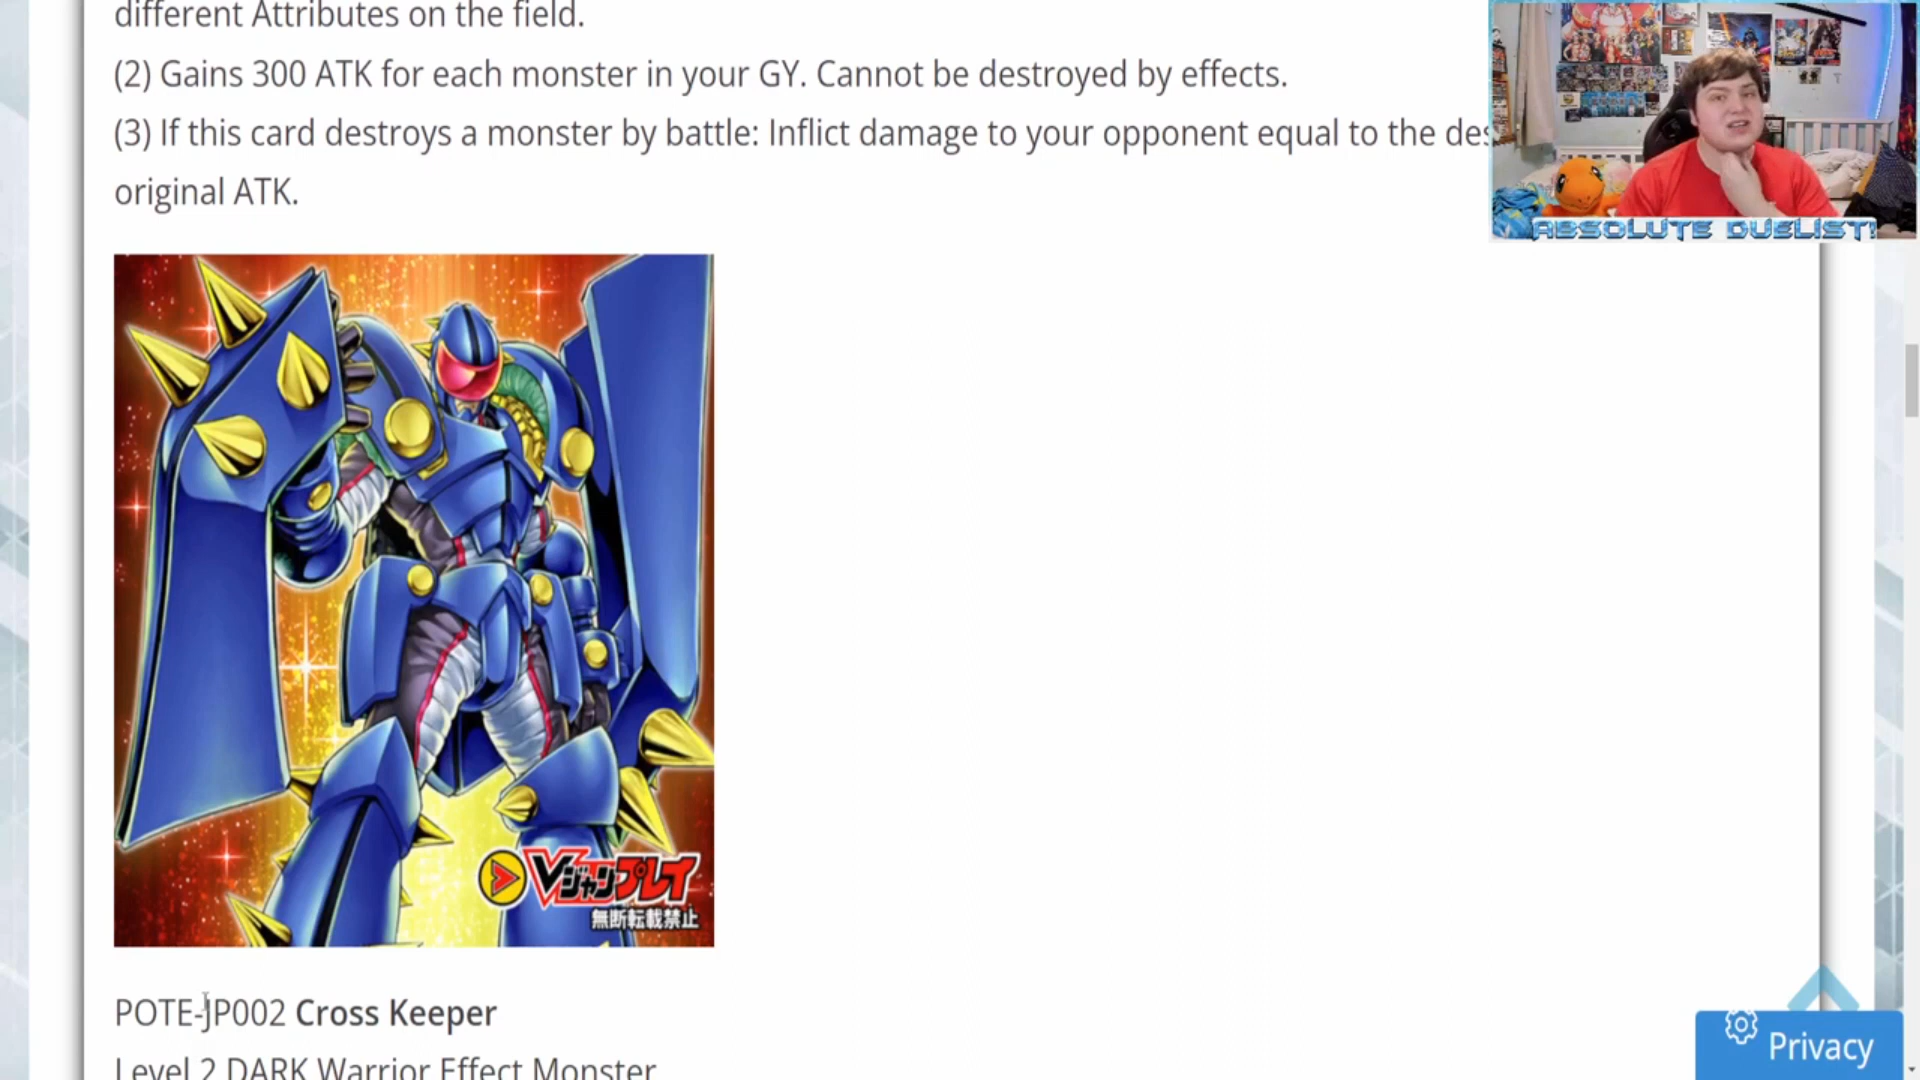 different Attributes on the field.
(2) Gains 300 ATK for each monster in your GY. Cannot be destroyed by effects.
(3) If this card destroys a monster by battle: Inflict damage to your opponent equal to the des
original ATK.
ABSOLUTE DUELIST!
Vジャンプレイ
無断転載禁止
POTE-JP002 Cross Keeper
Level 2 DARK Warrior Effect Monster
Privacy